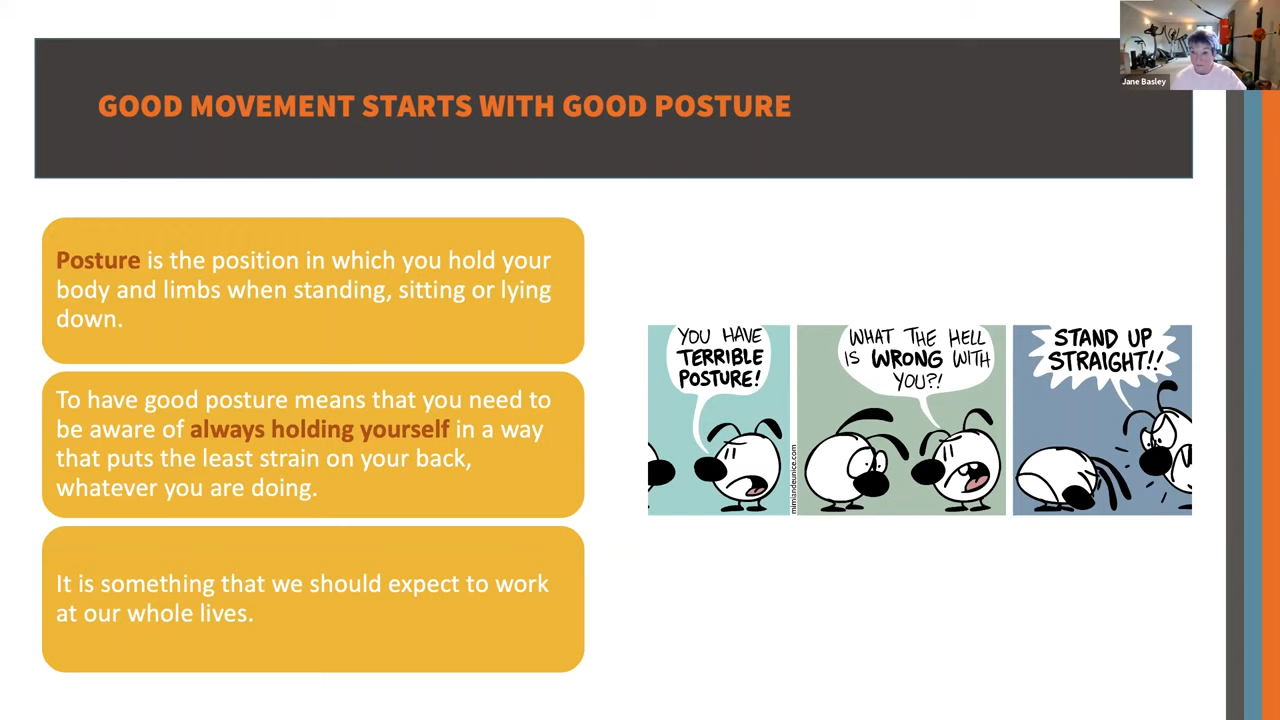 GOOD MOVEMENT STARTS WITH GOOD POSTURE
Jane Basley
Posture is the position in which you hold your
body and limbs when standing, sitting or lying
down.
To have good posture means that you need to
be aware of always holding yourself in a way
that puts the least strain on your back,
whatever you are doing.
It is something that we should expect to work
at our whole lives.
YOU HAVE
TERRIBLE
POSTURE!
mimiandeunice.com
WHAT THE HELL
IS WRONG WITH
YOU?!
STAND UP
STRAIGHT!!